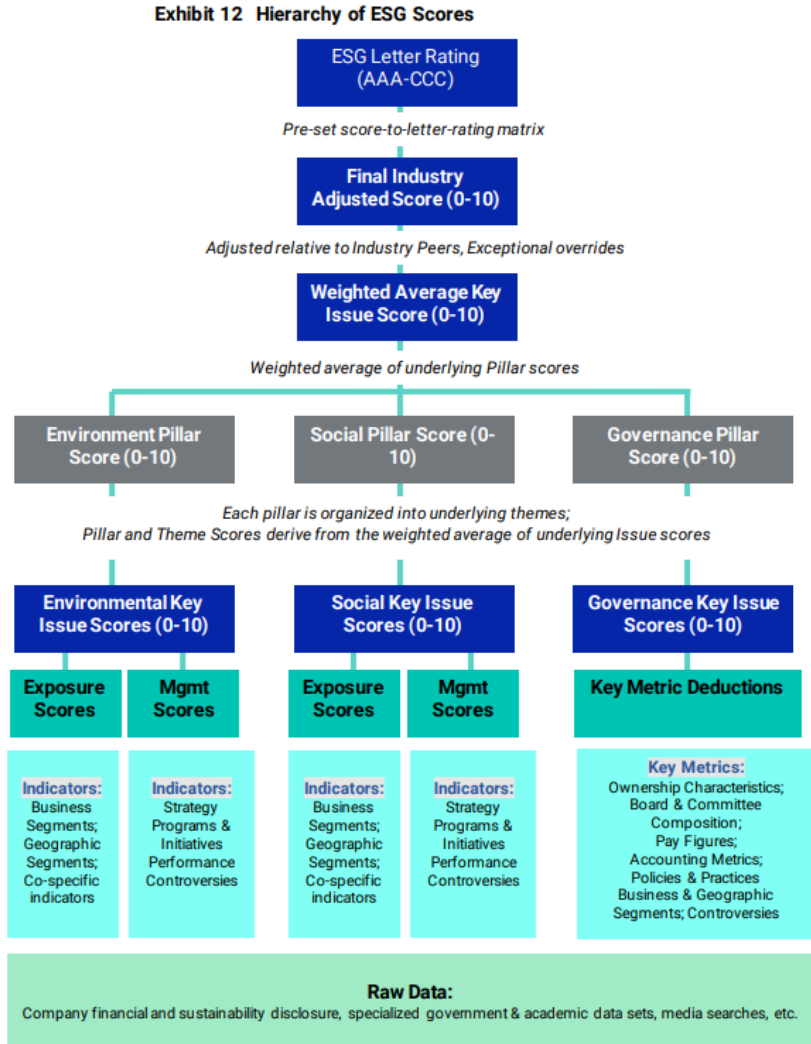 Exhibit 12 Hierarchy of ESG Scores
ESG Letter Rating
(AAA-CCC)
Pre-set score-to-letter-rating matrix
Final Industry
Adjusted Score (0-10)
Adjusted relative to Industry Peers, Exceptional overrides
Weighted Average Key
Issue Score (0-10)
Weighted average of underlying Pillar scores
Environment Pillar
Score (0-10)
Social Pillar Score (0-
10)
Governance Pillar
Score (0-10)
Each pillar is organized into underlying themes;
Pillar and Theme Scores derive from the weighted average of underlying Issue scores
Environmental Key
Issue Scores (0-10)
Social Key Issue
Scores (0-10)
Governance Key Issue
Scores (0-10)
Exposure
Scores
Mgmt
Scores
Exposure
Scores
Mgmt
Scores
Key Metric Deductions
Indicators:
Business
Segments;
Geographic
Segments;
Co-specific
indicators
Indicators:
Strategy
Programs &
Initiatives
Performance
Controversies
Indicators:
Business
Segments;
Geographic
Segments;
Co-specific
indicators
Indicators:
Strategy
Programs &
Initiatives
Performance
Controversies
Key Metrics:
Ownership Characteristics;
Board & Committee
Composition;
Pay Figures;
Accounting Metrics;
Policies & Practices
Business & Geographic
Segments; Controversies
Raw Data:
Company financial and sustainability disclosure, specialized government & academic data sets, media searches, etc.